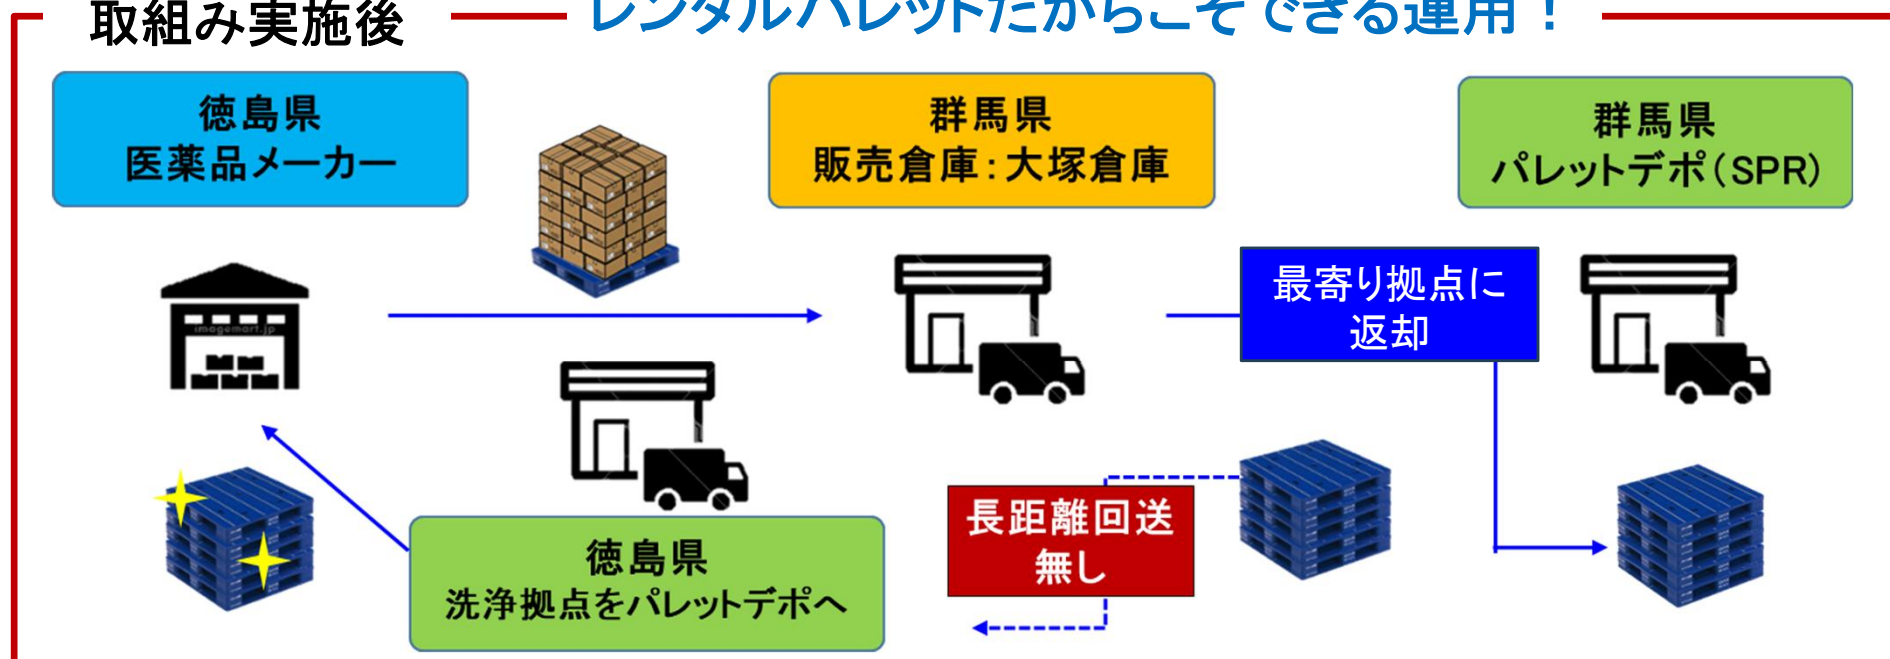 取組み実施後
レンタルパレットだからこそできる運用！
徳島県
医薬品メーカー
群馬県
販売倉庫：大塚倉庫
群馬県
パレットデポ（SPR）
最寄り拠点に
返却
imagemart.jp
長距離回送
無し
徳島県
洗浄拠点をパレットデポへ